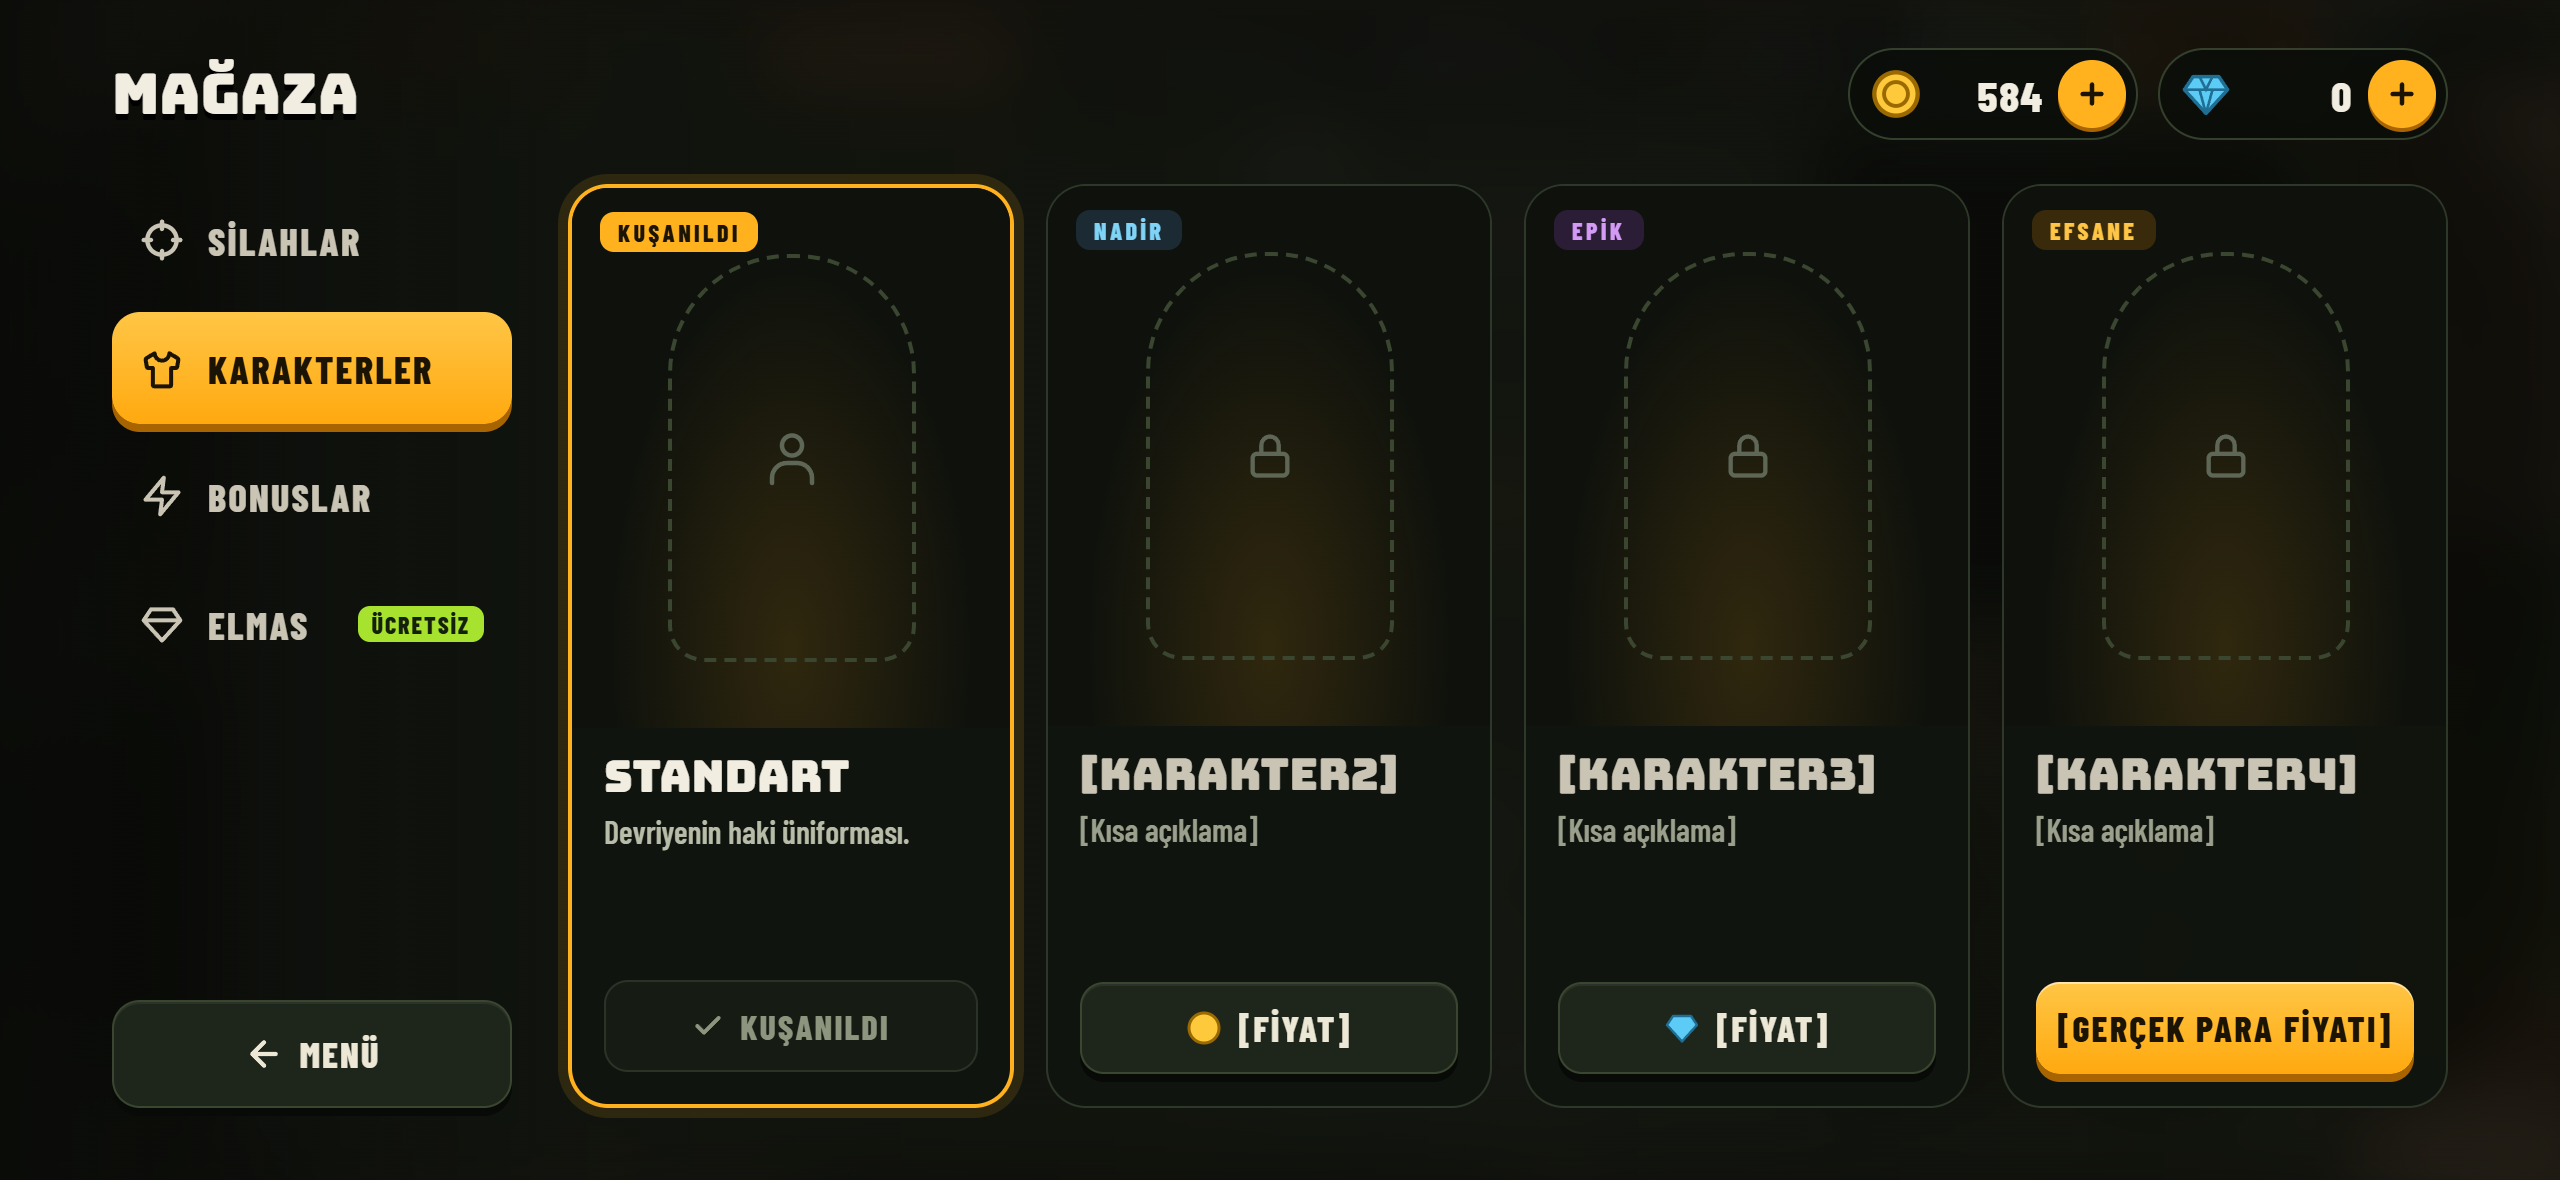 MAĞAZA
584
0
SİLAHLAR
KARAKTERLER
BONUSLAR
ELMAS ÜCRETSİZ
MENÜ
KUŞANILDI
STANDART
Devriyenin haki üniforması.
KUŞANILDI
NADİR
[KARAKTER2]
[Kısa açıklama]
[FİYAT]
EPİK
[KARAKTER3]
[Kısa açıklama]
[FİYAT]
EFSANE
[KARAKTER4]
[Kısa açıklama]
[GERÇEK PARA FİYATI]